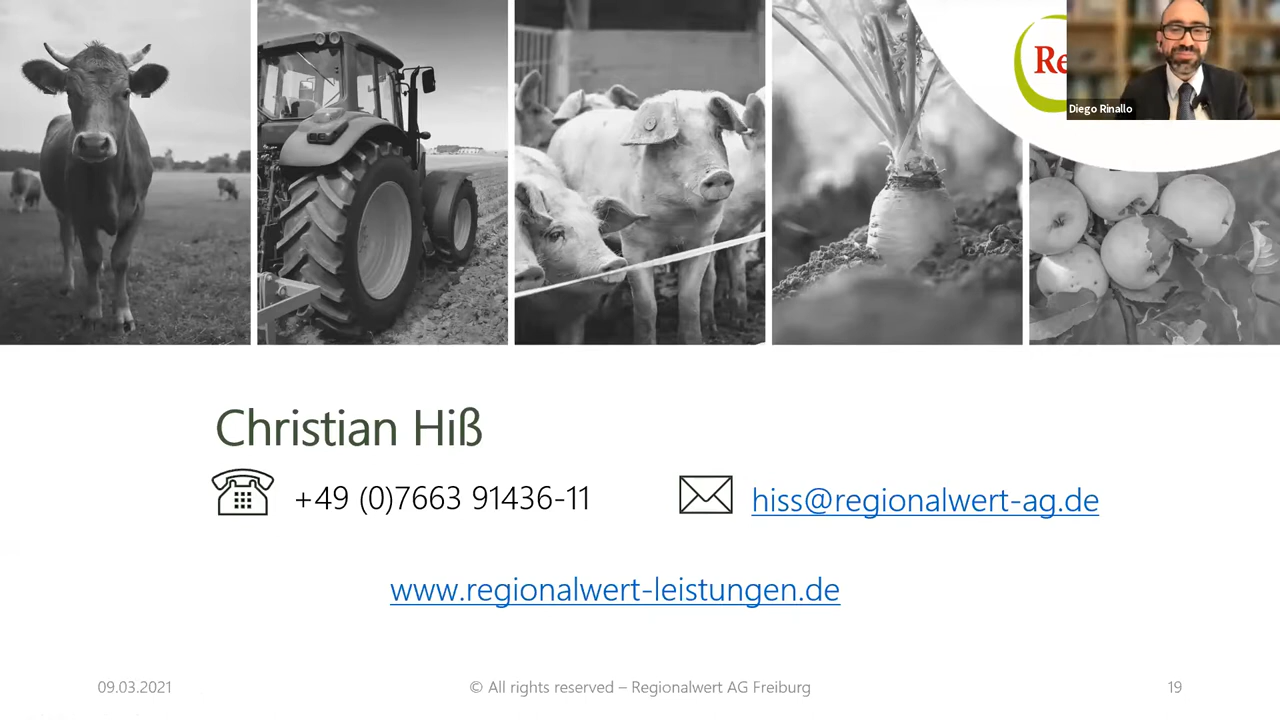 Re
Diego Rinallo
Christian Hiß
+49 (0)7663 91436-11
hiss@regionalwert-ag.de
www.regionalwert-leistungen.de
09.03.2021
© All rights reserved – Regionalwert AG Freiburg
19